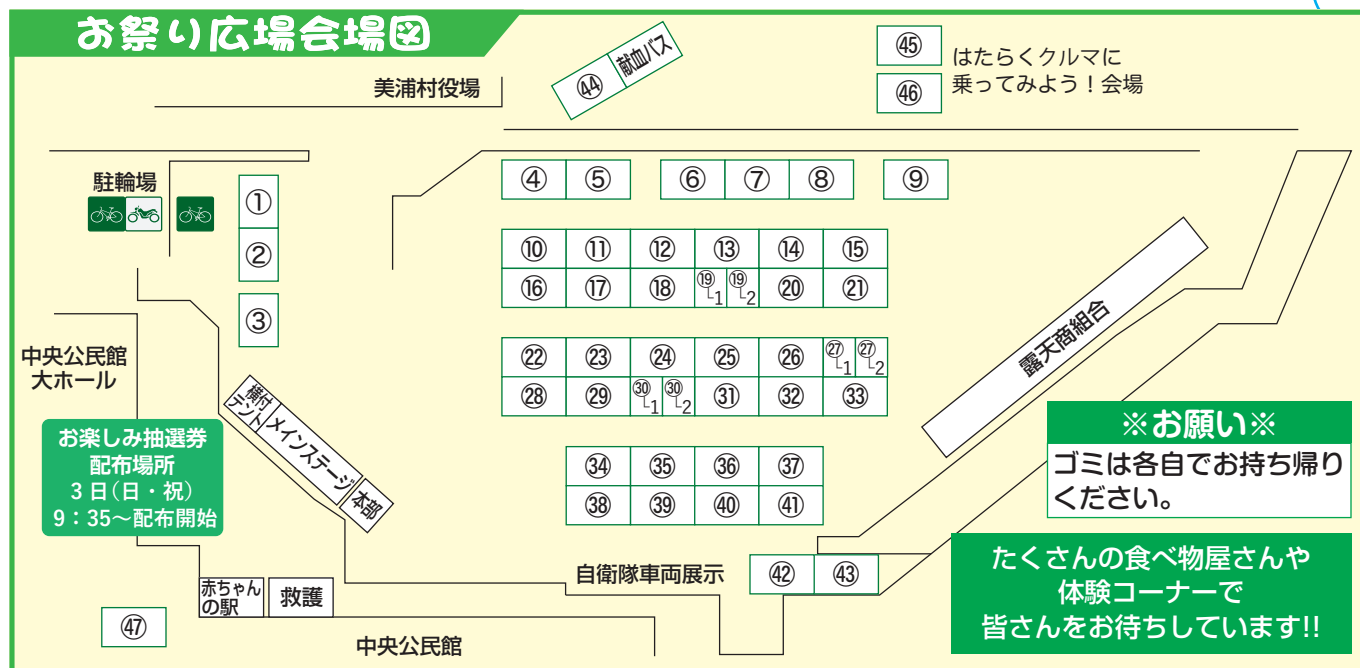 お祭り広場会場図
美浦村役場
㊹ 献血バス
㊺
㊻
はたらくクルマに
乗ってみよう！会場
駐輪場
①
②
③
④ ⑤ ⑥ ⑦ ⑧ ⑨
⑩ ⑪ ⑫ ⑬ ⑭ ⑮
⑯ ⑰ ⑱ ⑲-1 ⑲-2 ⑳ ㉑
㉒ ㉓ ㉔ ㉕ ㉖ ㉗-1 ㉗-2
㉘ ㉙ ㉚-1 ㉚-2 ㉛ ㉜ ㉝
㉞ ㉟ ㊱ ㊲
㊳ ㊴ ㊵ ㊶
露天商組合
中央公民館
大ホール
お楽しみ抽選券
配布場所
3日（日・祝）
9：35～配布開始
横付
テント
メインステージ
本部
自衛隊車両展示
㊷ ㊸
赤ちゃん
の駅
救護
㊼
中央公民館
※お願い※
ゴミは各自でお持ち帰り
ください。
たくさんの食べ物屋さんや
体験コーナーで
皆さんをお待ちしています!!